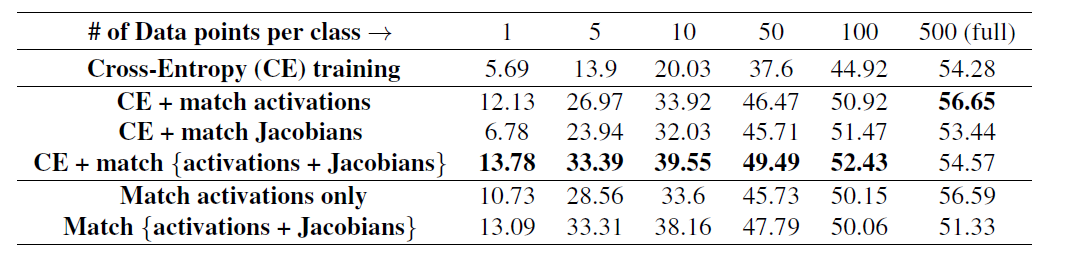 # of Data points per class → 1 5 10 50 100 500 (full)
Cross-Entropy (CE) training 5.69 13.9 20.03 37.6 44.92 54.28
CE + match activations 12.13 26.97 33.92 46.47 50.92 56.65
CE + match Jacobians 6.78 23.94 32.03 45.71 51.47 53.44
CE + match {activations + Jacobians} 13.78 33.39 39.55 49.49 52.43 54.57
Match activations only 10.73 28.56 33.6 45.73 50.15 56.59
Match {activations + Jacobians} 13.09 33.31 38.16 47.79 50.06 51.33